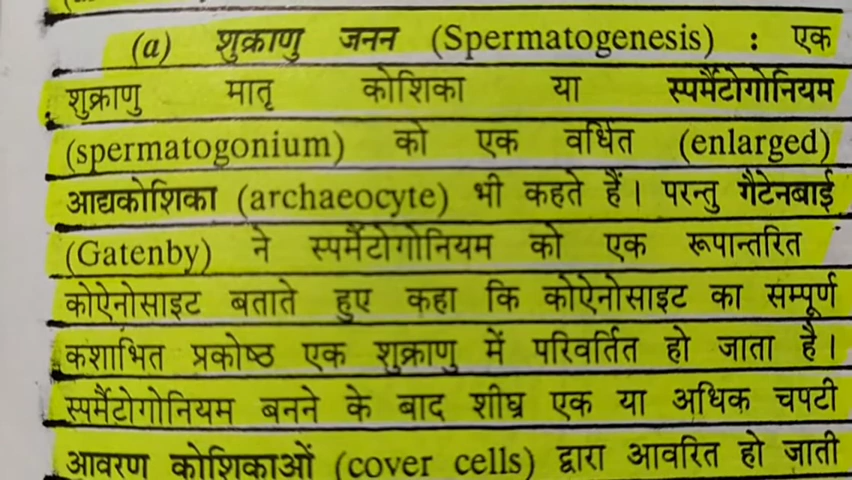 (a) शुक्राणु जनन (Spermatogenesis) : एक
शुक्राणु मातृ कोशिका या स्पर्मैटोगोनियम
(spermatogonium) को एक वर्धित (enlarged)
आद्यकोशिका (archaeocyte) भी कहते हैं। परन्तु गैटेनबाई
(Gatenby) ने स्पर्मैटोगोनियम को एक रूपान्तरित
कोऐनोसाइट बताते हुए कहा कि कोऐनोसाइट का सम्पूर्ण
कशाभित प्रकोष्ठ एक शुक्राणु में परिवर्तित हो जाता है।
स्पर्मैटोगोनियम बनने के बाद शीघ्र एक या अधिक चपटी
आवरण कोशिकाओं (cover cells) द्वारा आवरित हो जाती